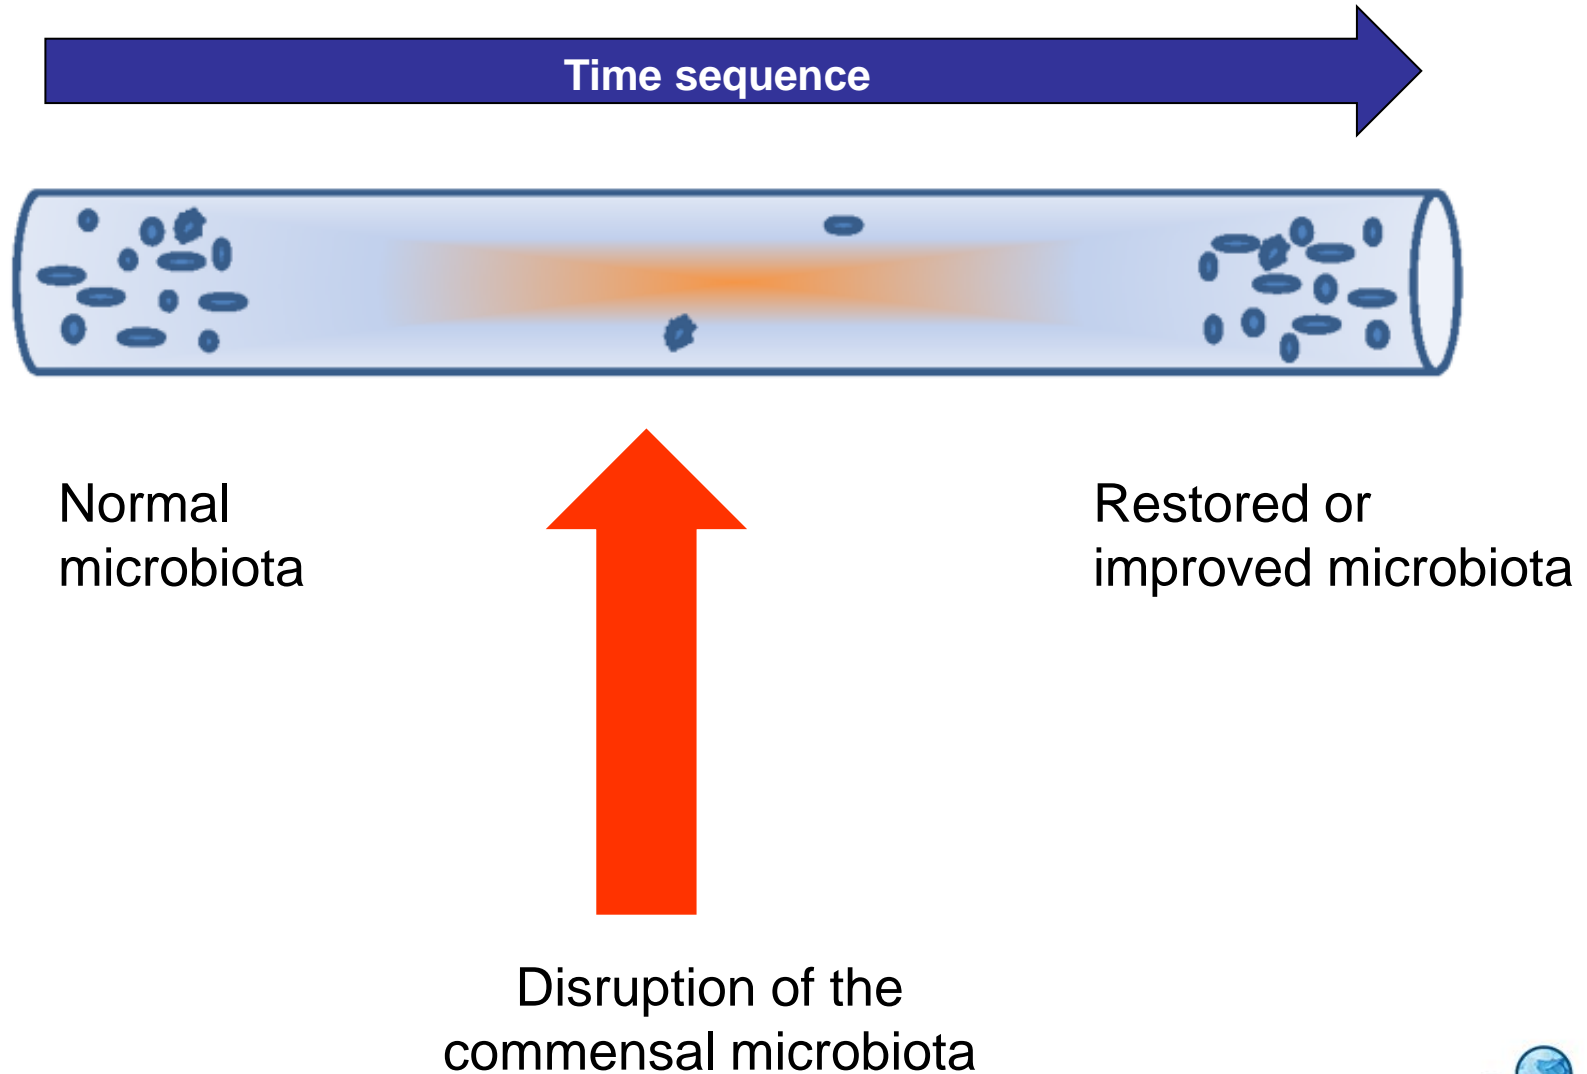 Time sequence
Normal
microbiota
Restored or
improved microbiota
Disruption of the
commensal microbiota